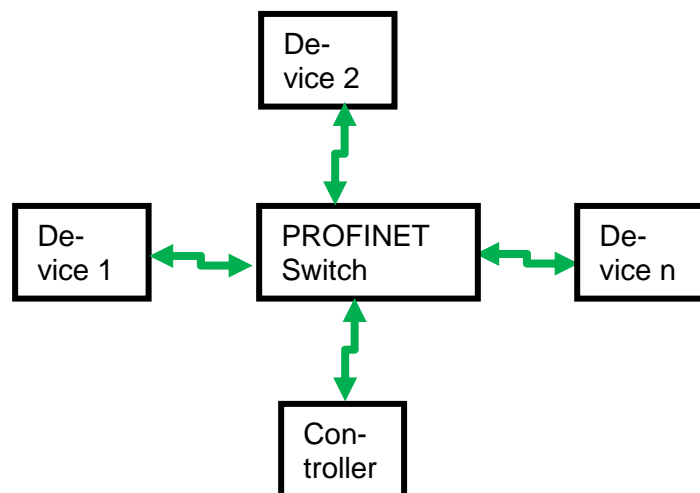 De-
vice 2
De-
vice 1
PROFINET
Switch
De-
vice n
Con-
troller